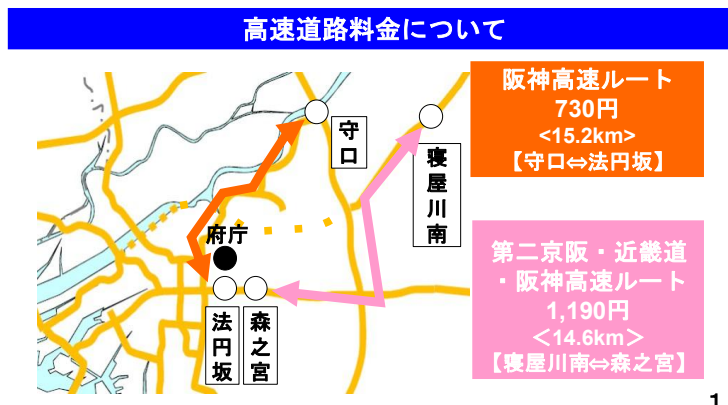 高速道路料金について
阪神高速ルート
730円
<15.2km>
【守口⇔法円坂】
守口
寝屋川南
府庁
法円坂
森之宮
第二京阪・近畿道
・阪神高速ルート
1,190円
＜14.6km＞
【寝屋川南⇔森之宮】
1